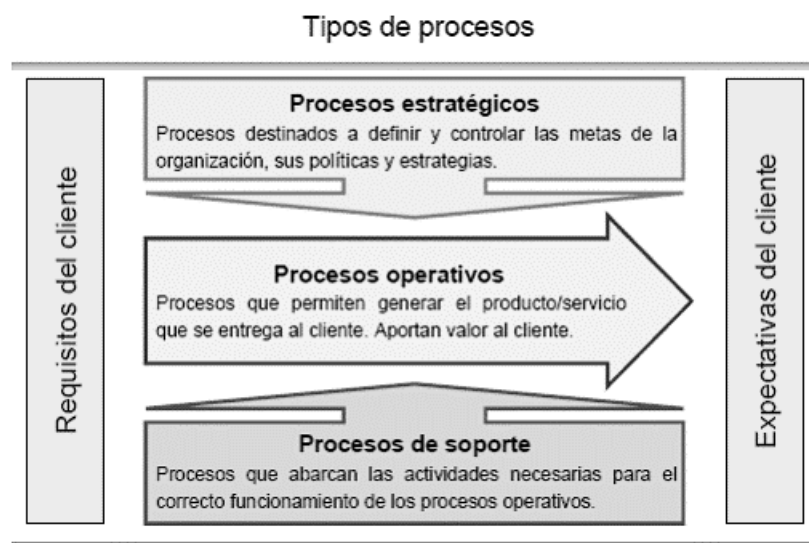 Tipos de procesos
Requisitos del cliente
Procesos estratégicos
Procesos destinados a definir y controlar las metas de la
organización, sus políticas y estrategias.
Procesos operativos
Procesos que permiten generar el producto/servicio
que se entrega al cliente. Aportan valor al cliente.
Procesos de soporte
Procesos que abarcan las actividades necesarias para el
correcto funcionamiento de los procesos operativos.
Expectativas del cliente